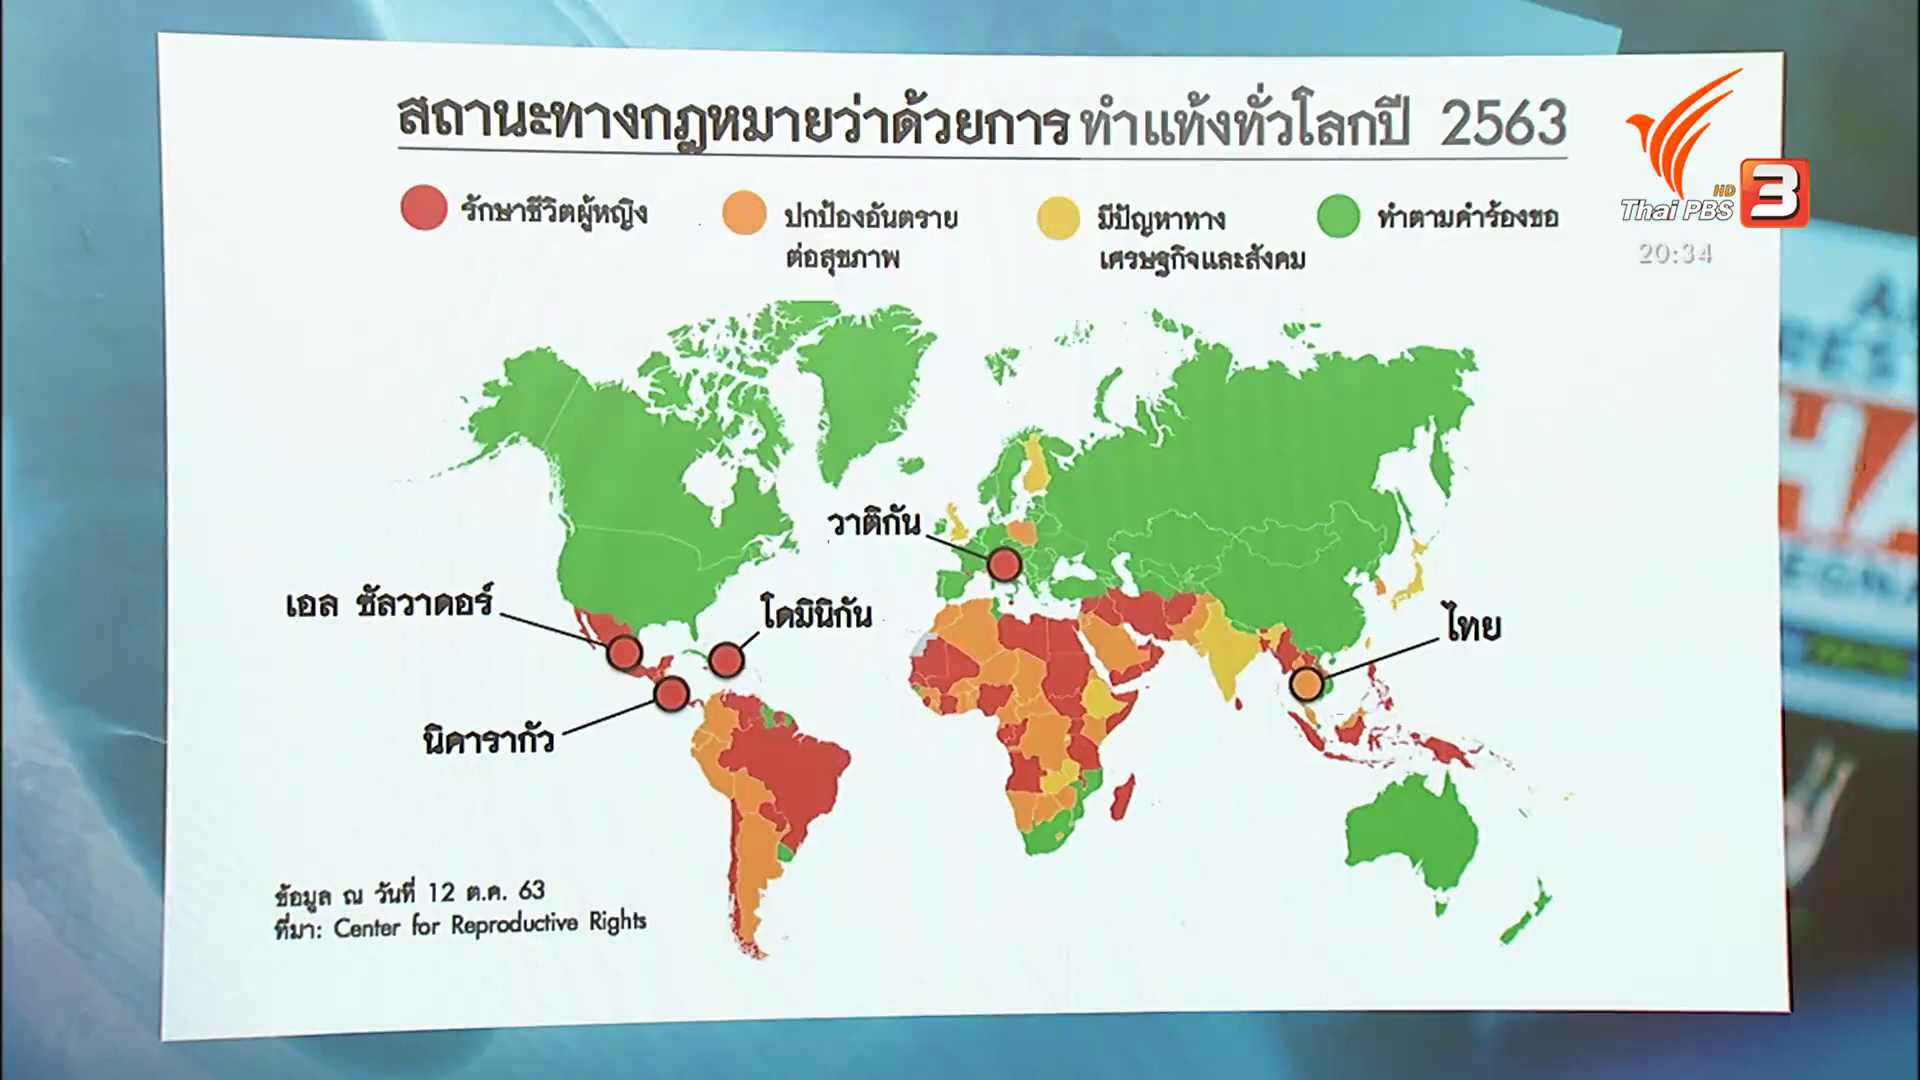 สถานะทางกฎหมายว่าด้วยการทำแท้งทั่วโลกปี 2563
รักษาชีวิตผู้หญิง
ปกป้องอันตราย
ต่อสุขภาพ
มีปัญหาทาง
เศรษฐกิจและสังคม
ทำตามคำร้องขอ
HD
Thai PBS 3
20:34
วาติกัน
เอล ซัลวาดอร์
โดมินิกัน
ไทย
นิคารากัว
ข้อมูล ณ วันที่ 12 ต.ค. 63
ที่มา: Center for Reproductive Rights